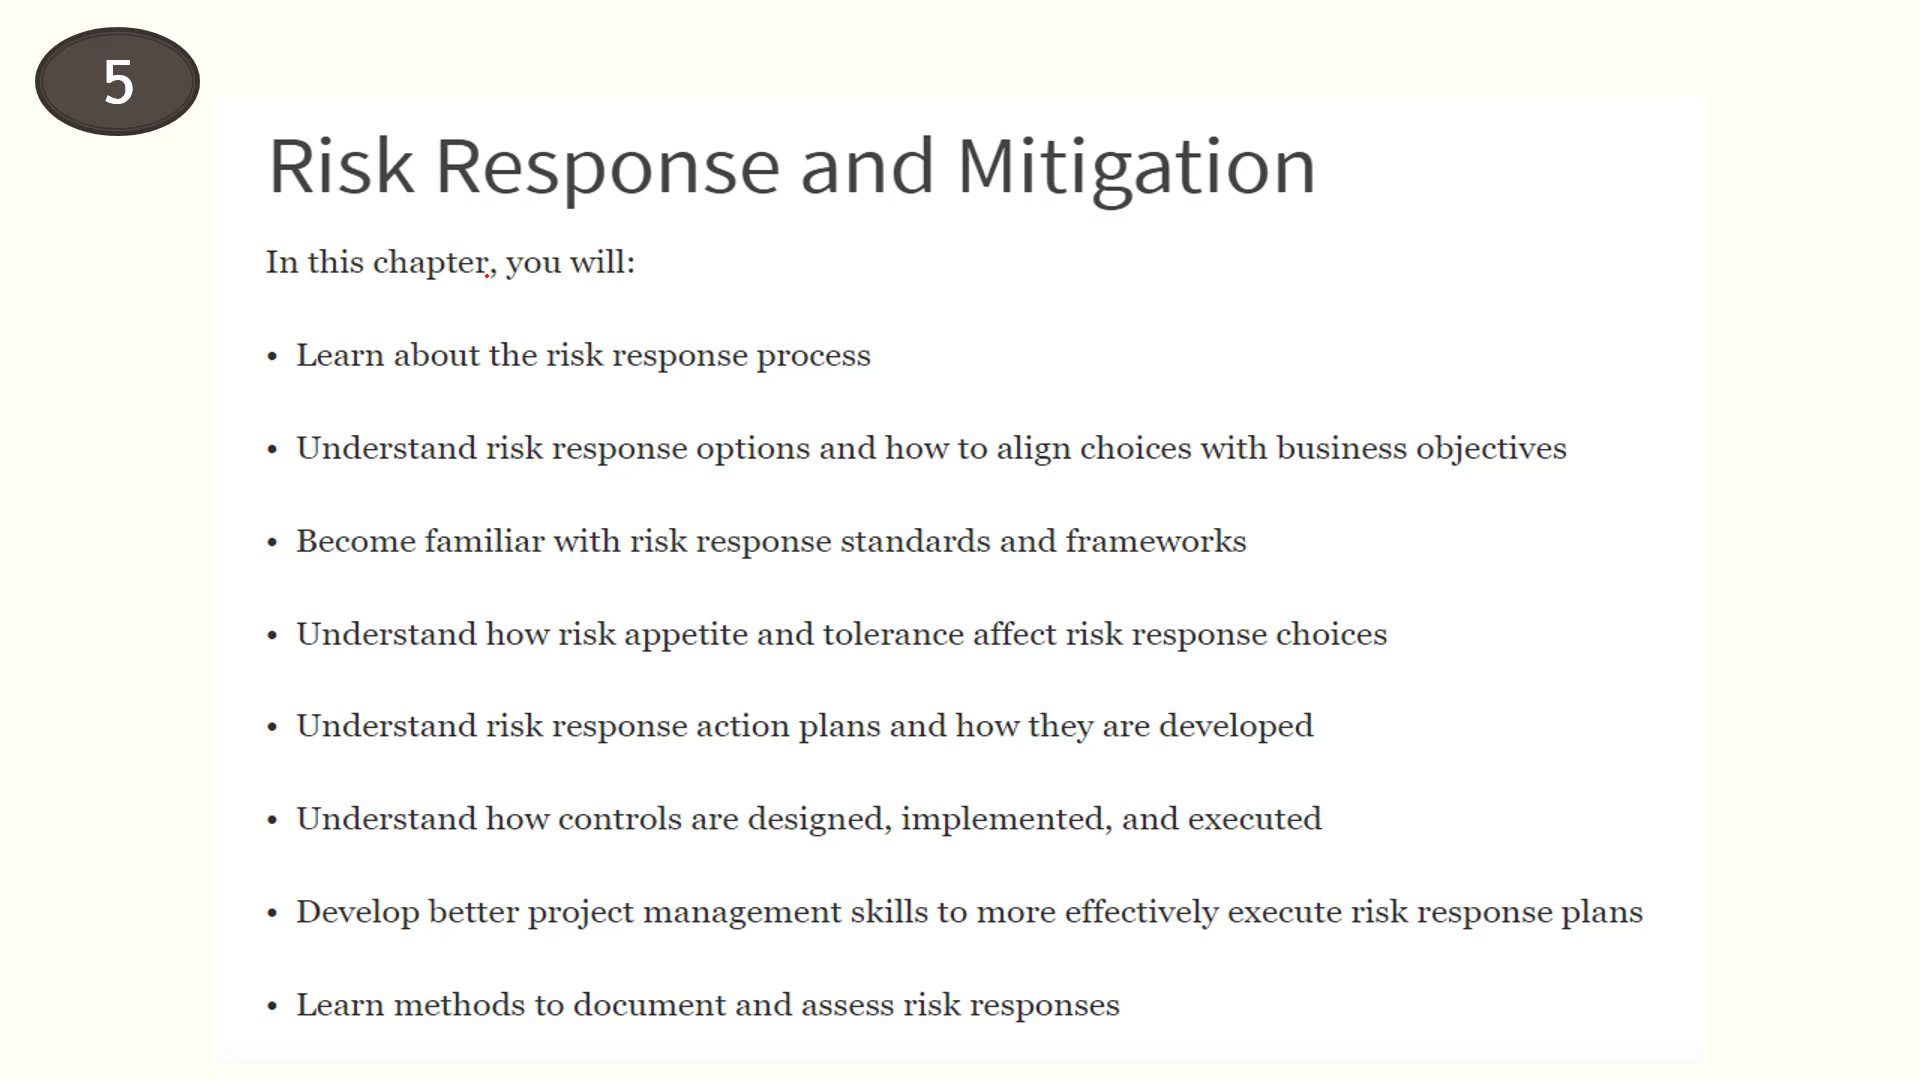 5
Risk Response and Mitigation
In this chapter, you will:
• Learn about the risk response process
• Understand risk response options and how to align choices with business objectives
• Become familiar with risk response standards and frameworks
• Understand how risk appetite and tolerance affect risk response choices
• Understand risk response action plans and how they are developed
• Understand how controls are designed, implemented, and executed
• Develop better project management skills to more effectively execute risk response plans
• Learn methods to document and assess risk responses